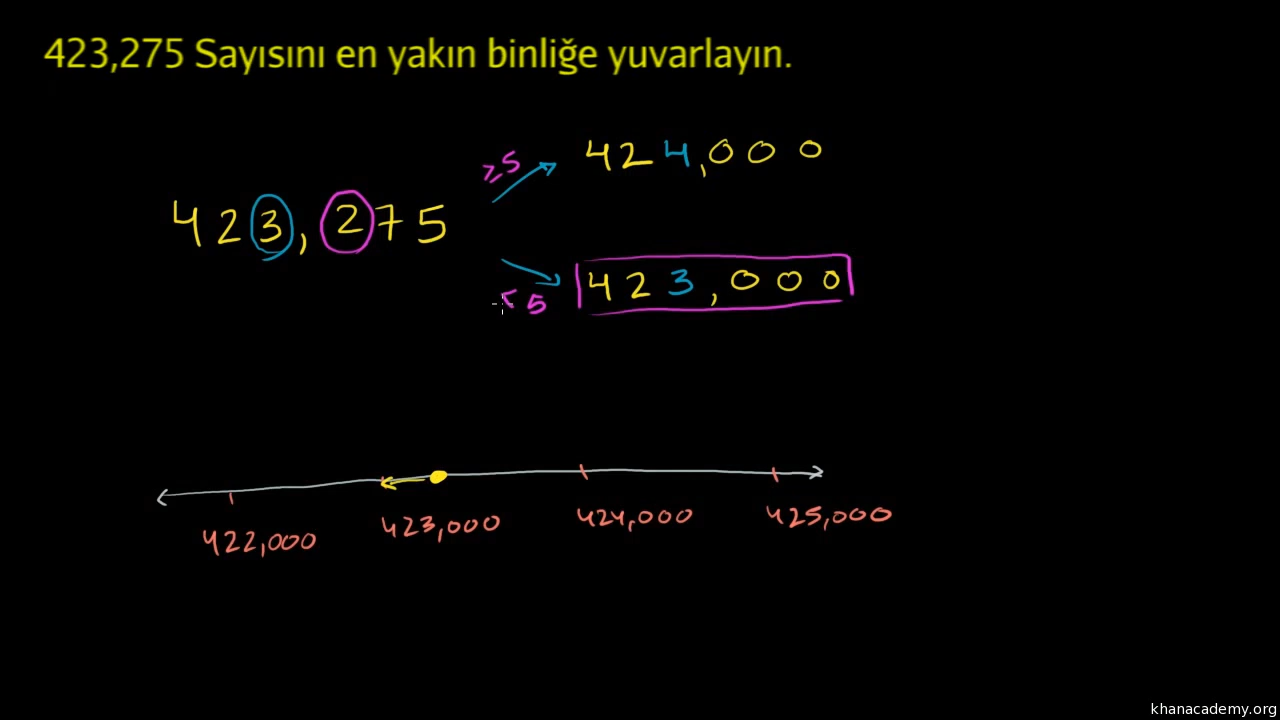 423,275 Sayısını en yakın binliğe yuvarlayın.
≥5 424,000
423,275
<5 423,000
422,000 423,000 424,000 425,000
khanacademy.org